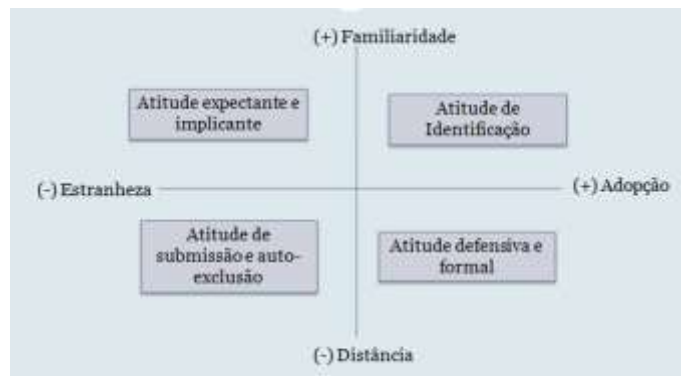 (+) Familiaridade
Atitude expectante e
implicante
Atitude de
Identificação
(-) Estranheza
(+) Adopção
Atitude de
submissão e auto-
exclusão
Atitude defensiva e
formal
(-) Distância